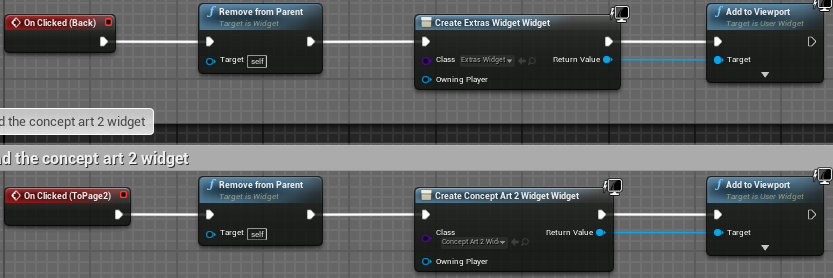 On Clicked (Back)
Remove from Parent
Target is Widget
Target self
Create Extras Widget Widget
Class Extras Widget
Return Value
Owning Player
Add to Viewport
Target is User Widget
Target
d the concept art 2 widget
ad the concept art 2 widget
On Clicked (ToPage2)
Remove from Parent
Target is Widget
Target self
Create Concept Art 2 Widget Widget
Class
Return Value
Concept Art 2 Wid
Owning Player
Add to Viewport
Target is User Widget
Target